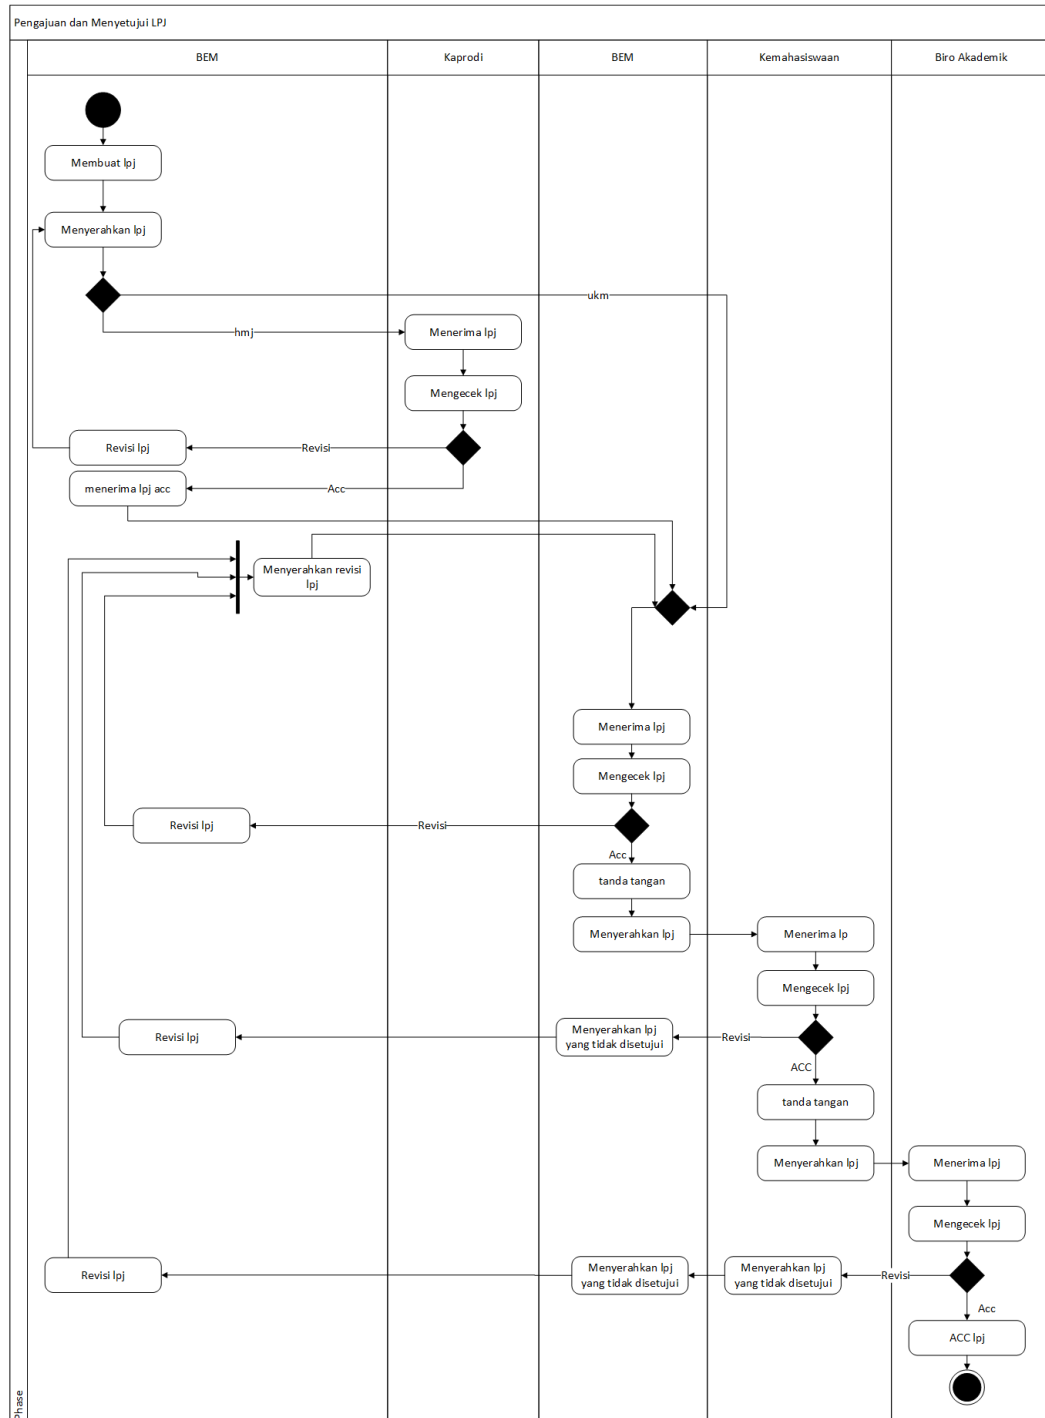 Pengajuan dan Menyetujui LPJ
BEM
Kaprodi
BEM
Kemahasiswaan
Biro Akademik
Membuat lpj
Menyerahkan lpj
ukm
hmj
Menerima lpj
Mengecek lpj
Revisi lpj
Revisi
menerima lpj acc
Acc
Menyerahkan revisi
lpj
Menerima lpj
Mengecek lpj
Revisi lpj
Revisi
Acc
tanda tangan
Menyerahkan lpj
Menerima lp
Mengecek lpj
Revisi lpj
Menyerahkan lpj
yang tidak disetujui
Revisi
ACC
tanda tangan
Menyerahkan lpj
Menerima lpj
Mengecek lpj
Revisi lpj
Menyerahkan lpj
yang tidak disetujui
Menyerahkan lpj
yang tidak disetujui
Revisi
Acc
ACC lpj
Phase